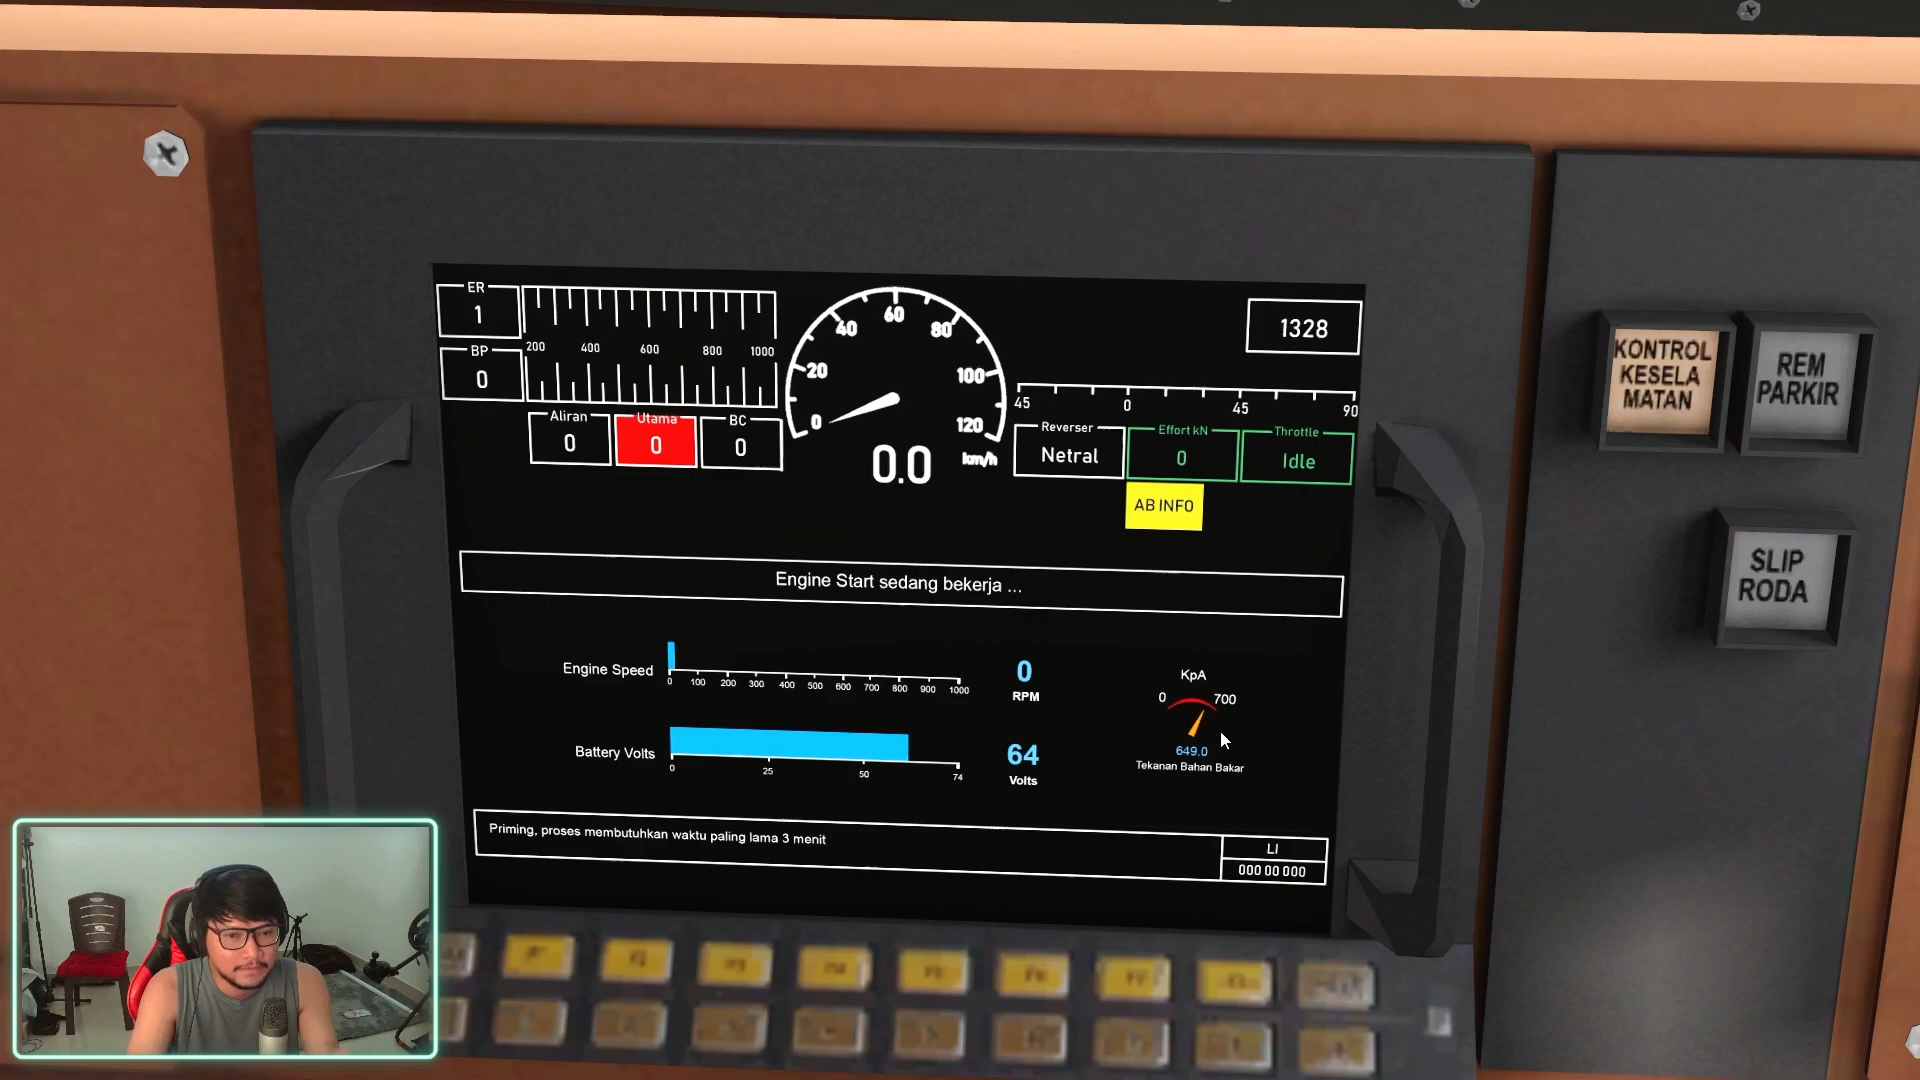 ER
1
200 400 600 800 1000
BP
0
Aliran
0
Utama
0
BC
0
0 20 40 60 80 100 120
0.0
km/h
1328
45 0 45 90
Reverser
Netral
Effort kN
0
Throttle
Idle
AB INFO
Engine Start sedang bekerja ...
Engine Speed
0 100 200 300 400 500 600 700 800 900 1000
0
RPM
Battery Volts
0 25 50 74
64
Volts
KpA
0 700
649.0
Tekanan Bahan Bakar
Priming, proses membutuhkan waktu paling lama 3 menit
LI
000 00 000
KONTROL
KESELA
MATAN
REM
PARKIR
SLIP
RODA